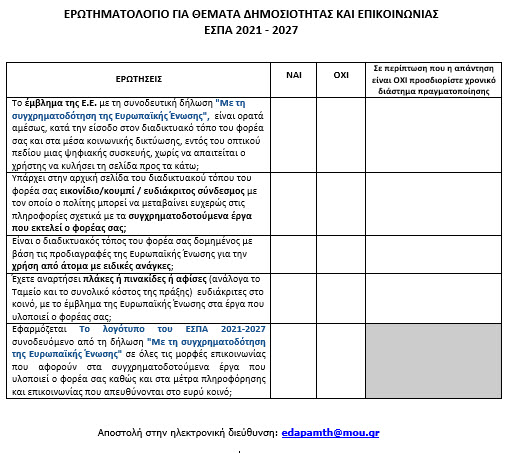 ΕΡΩΤΗΜΑΤΟΛΟΓΙΟ ΓΙΑ ΘΕΜΑΤΑ ΔΗΜΟΣΙΟΤΗΤΑΣ ΚΑΙ ΕΠΙΚΟΙΝΩΝΙΑΣ
ΕΣΠΑ 2021 - 2027
ΕΡΩΤΗΣΕΙΣ
ΝΑΙ
ΟΧΙ
Σε περίπτωση που η απάντηση
είναι ΟΧΙ προσδιορίστε χρονικό
διάστημα πραγματοποίησης
Το έμβλημα της Ε.Ε. με τη συνοδευτική δήλωση "Με τη
συγχρηματοδότηση της Ευρωπαϊκής Ένωσης", είναι ορατά
αμέσως, κατά την είσοδο στον διαδικτυακό τόπο του φορέα
σας και στα μέσα κοινωνικής δικτύωσης, εντός του οπτικού
πεδίου μιας ψηφιακής συσκευής, χωρίς να απαιτείται ο
χρήστης να κυλήσει τη σελίδα προς τα κάτω;
Υπάρχει στην αρχική σελίδα του διαδικτυακού τόπου του
φορέα σας εικονίδιο/κουμπί / ευδιάκριτος σύνδεσμος με
τον οποίο ο πολίτης μπορεί να μεταβαίνει ευχερώς στις
πληροφορίες σχετικά με τα συγχρηματοδοτούμενα έργα
που εκτελεί ο φορέας σας;
Είναι ο διαδικτυακός τόπος του φορέα σας δομημένος με
βάση τις προδιαγραφές της Ευρωπαϊκής Ένωσης για την
χρήση από άτομα με ειδικές ανάγκες;
Έχετε αναρτήσει πλάκες ή πινακίδες ή αφίσες (ανάλογα το
Ταμείο και το συνολικό κόστος της πράξης) ευδιάκριτες στο
κοινό, με το έμβλημα της Ευρωπαϊκής Ένωσης στα έργα που
υλοποιεί ο φορέας σας;
Εφαρμόζεται Το λογότυπο του ΕΣΠΑ 2021-2027
συνοδευόμενο από τη δήλωση "Με τη συγχρηματοδότηση
της Ευρωπαϊκής Ένωσης" σε όλες τις μορφές επικοινωνίας
που αφορούν στα συγχρηματοδοτούμενα έργα που
υλοποιεί ο φορέας σας καθώς και στα μέτρα πληροφόρησης
και επικοινωνίας που απευθύνονται στο ευρύ κοινό;
Αποστολή στην ηλεκτρονική διεύθυνση: edapamth@mou.gr